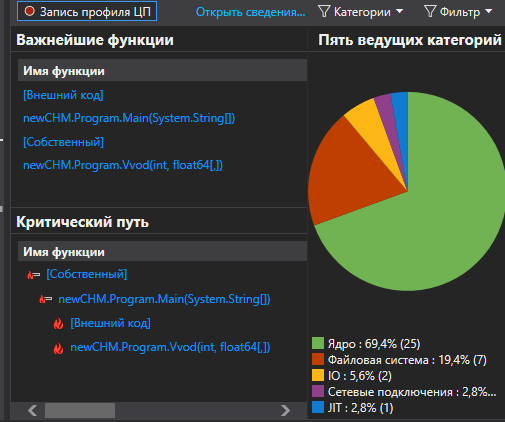 Запись профиля ЦП
Открыть сведения...
Категории
Фильтр
Важнейшие функции
Имя функции
[Внешний код]
newCHM.Program.Main(System.String[])
[Собственный]
newCHM.Program.Vvod(int, float64[,])
Критический путь
Имя функции
[Собственный]
newCHM.Program.Main(System.String[])
[Внешний код]
newCHM.Program.Vvod(int, float64[,])
Пять ведущих категорий
Ядро : 69,4% (25)
Файловая система : 19,4% (7)
IO : 5,6% (2)
Сетевые подключения : 2,8%...
JIT : 2,8% (1)